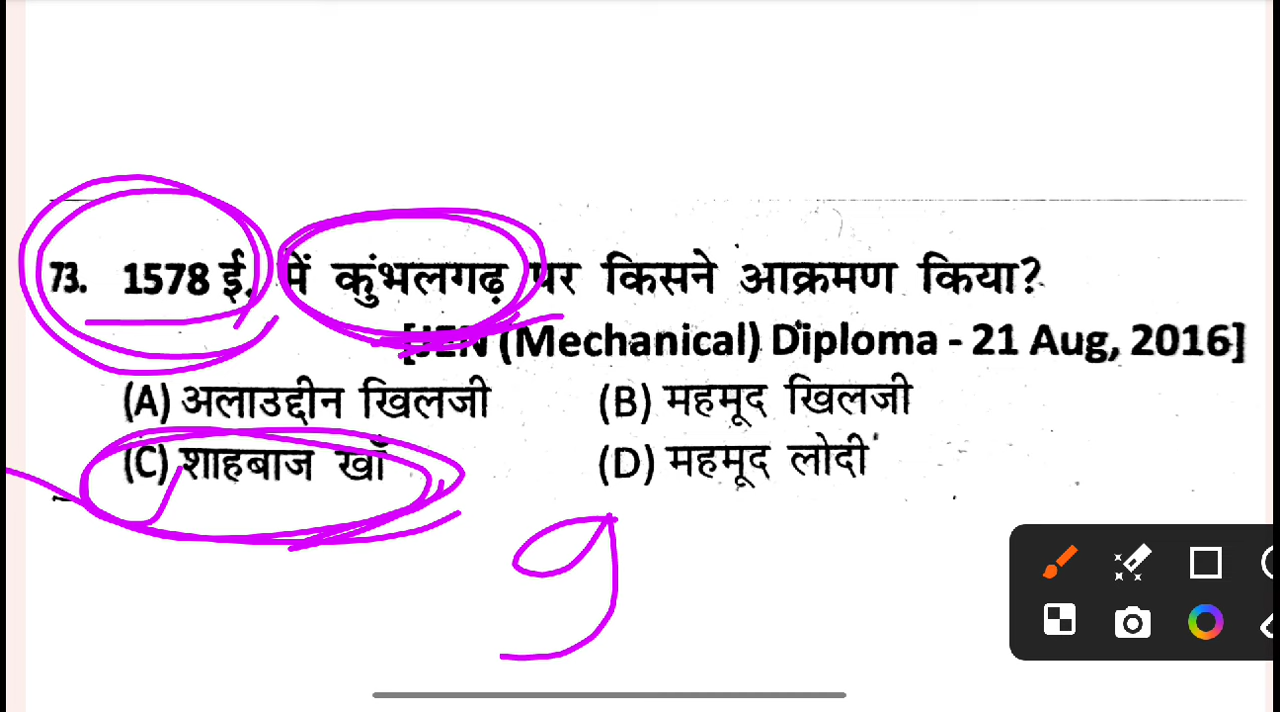 73. 1578 ई. में कुंभलगढ़ पर किसने आक्रमण किया?
[JEN (Mechanical) Diploma - 21 Aug, 2016]
(A) अलाउद्दीन खिलजी (B) महमूद खिलजी
(C) शाहबाज खाँ (D) महमूद लोदी
9